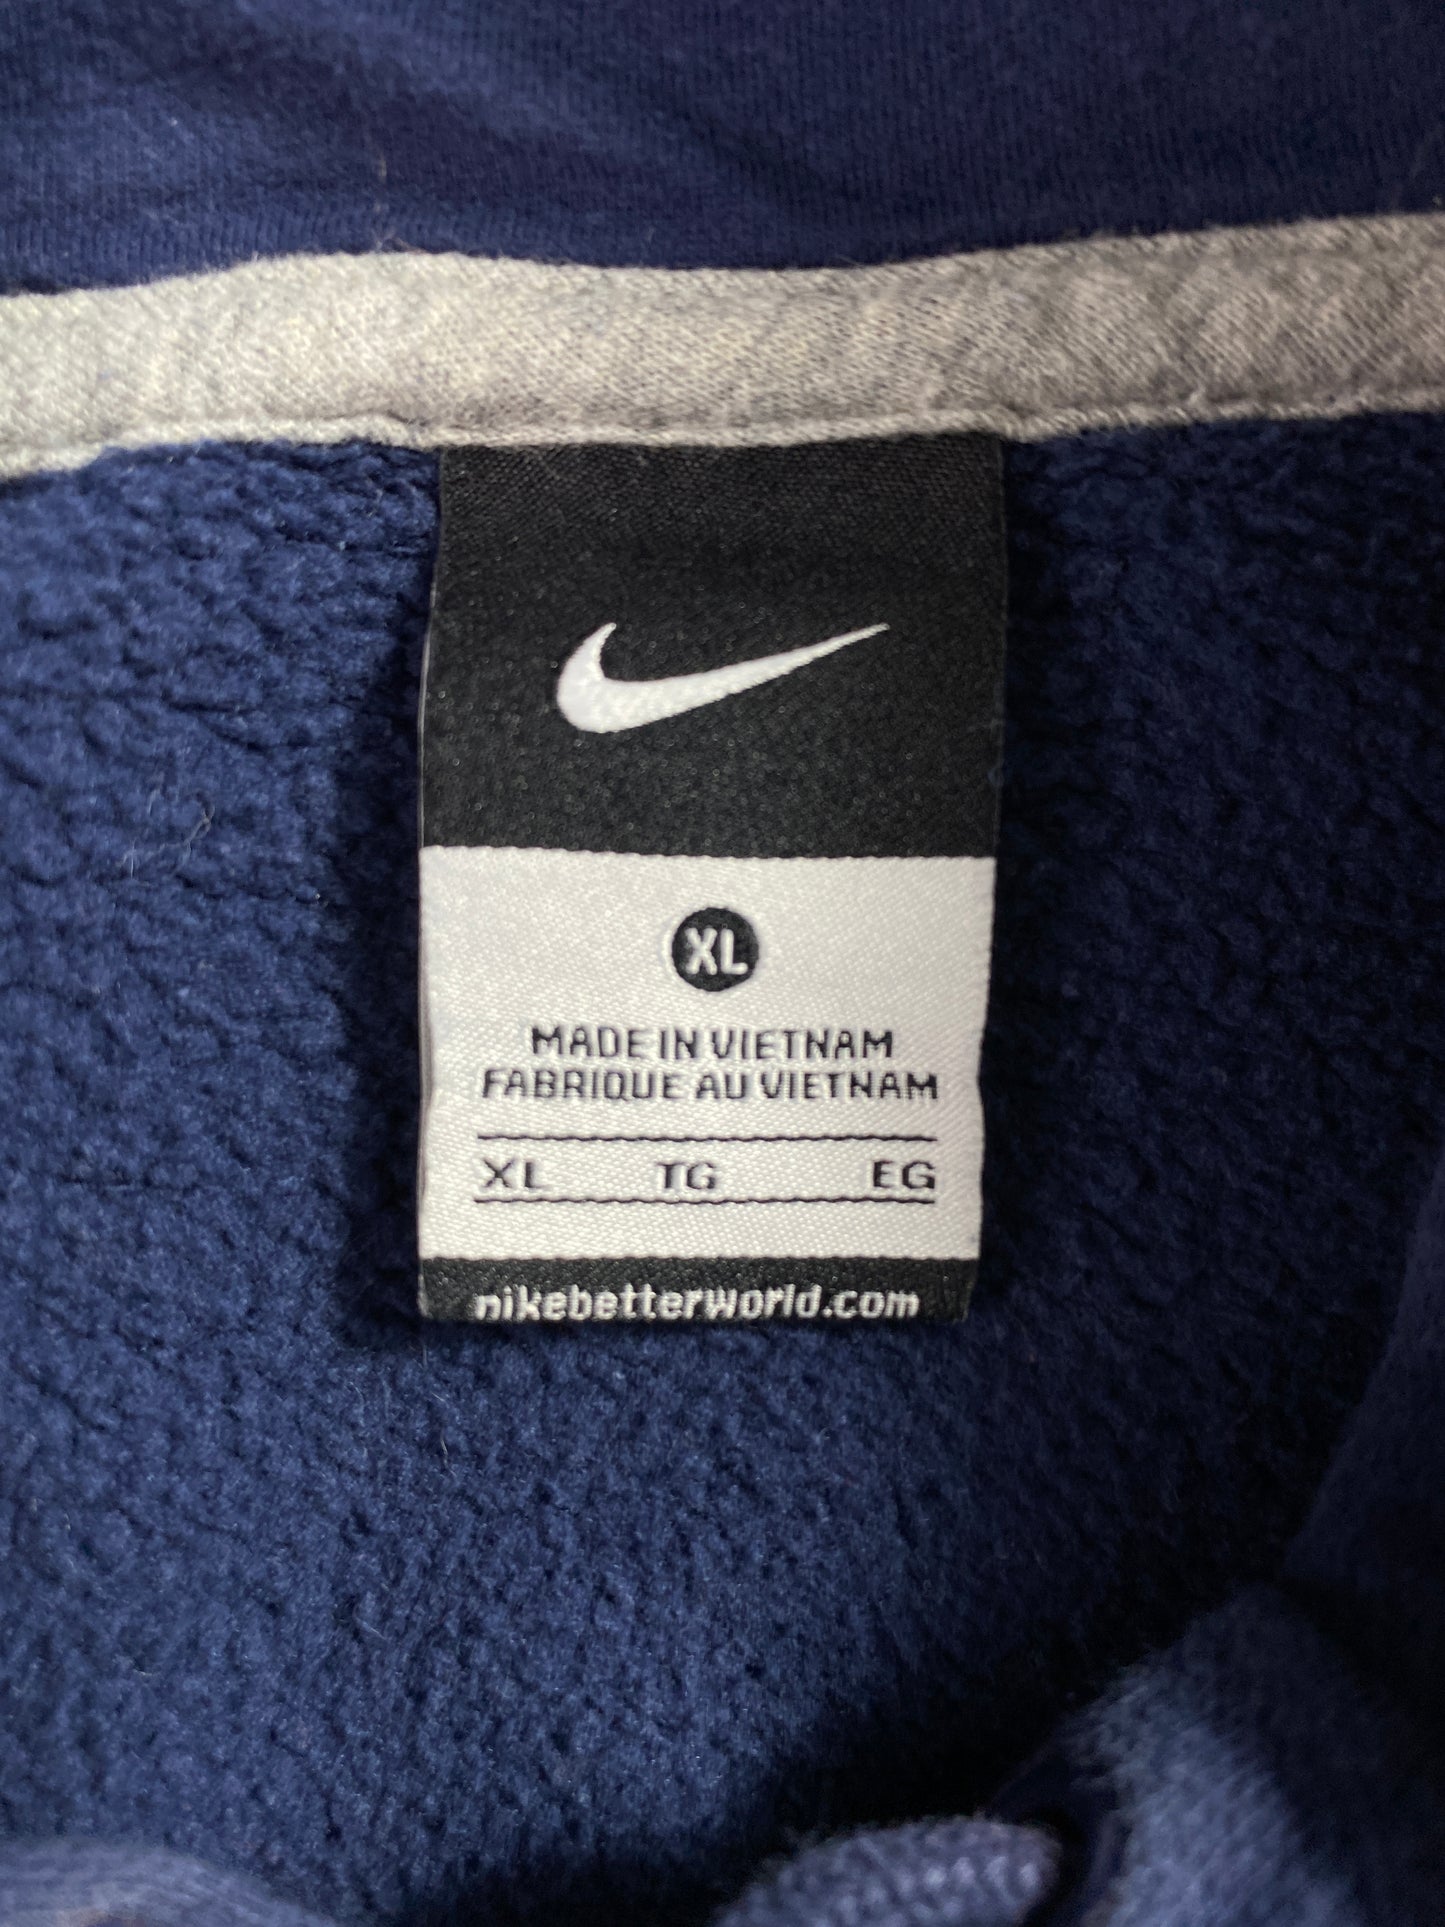 XL
MADE IN VIETNAM
FABRIQUE AU VIETNAM
XL TG EG
nikebetterworld.com